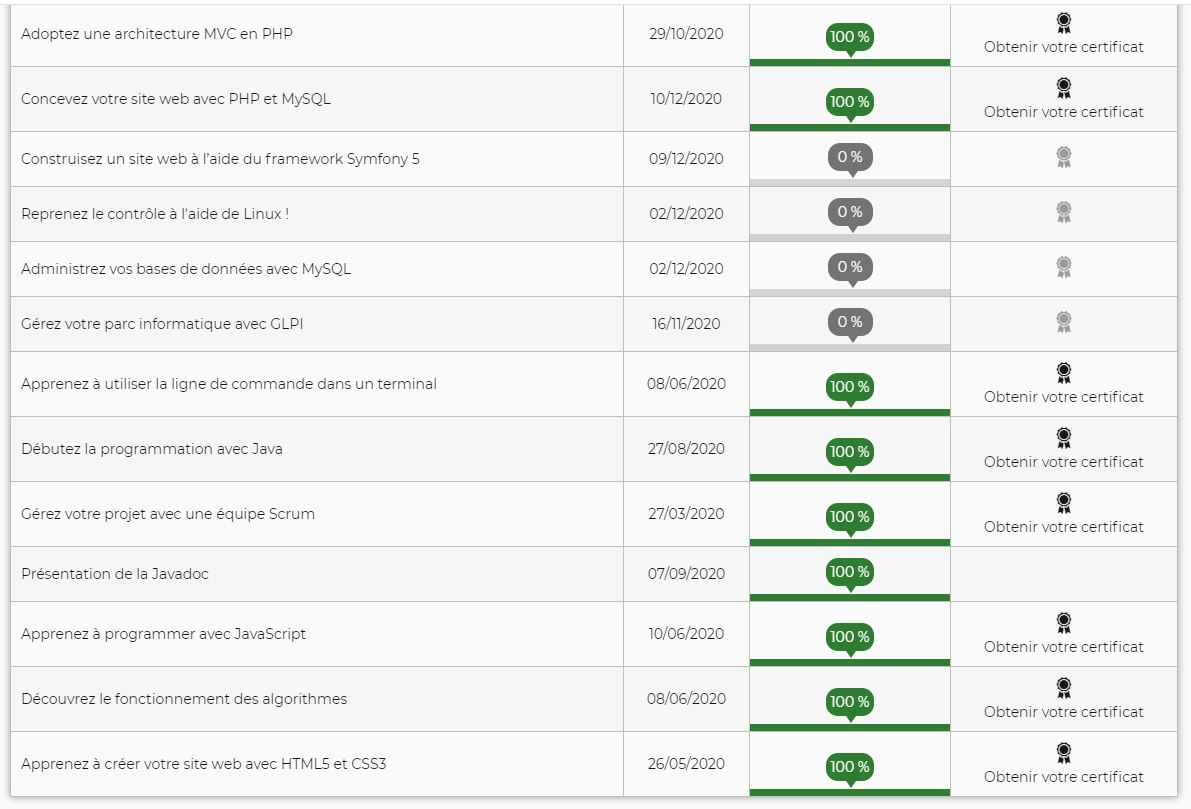 Adoptez une architecture MVC en PHP 29/10/2020 100 % Obtenir votre certificat
Concevez votre site web avec PHP et MySQL 10/12/2020 100 % Obtenir votre certificat
Construisez un site web à l’aide du framework Symfony 5 09/12/2020 0 %
Reprenez le contrôle à l'aide de Linux ! 02/12/2020 0 %
Administrez vos bases de données avec MySQL 02/12/2020 0 %
Gérez votre parc informatique avec GLPI 16/11/2020 0 %
Apprenez à utiliser la ligne de commande dans un terminal 08/06/2020 100 % Obtenir votre certificat
Débutez la programmation avec Java 27/08/2020 100 % Obtenir votre certificat
Gérez votre projet avec une équipe Scrum 27/03/2020 100 % Obtenir votre certificat
Présentation de la Javadoc 07/09/2020 100 %
Apprenez à programmer avec JavaScript 10/06/2020 100 % Obtenir votre certificat
Découvrez le fonctionnement des algorithmes 08/06/2020 100 % Obtenir votre certificat
Apprenez à créer votre site web avec HTML5 et CSS3 26/05/2020 100 % Obtenir votre certificat